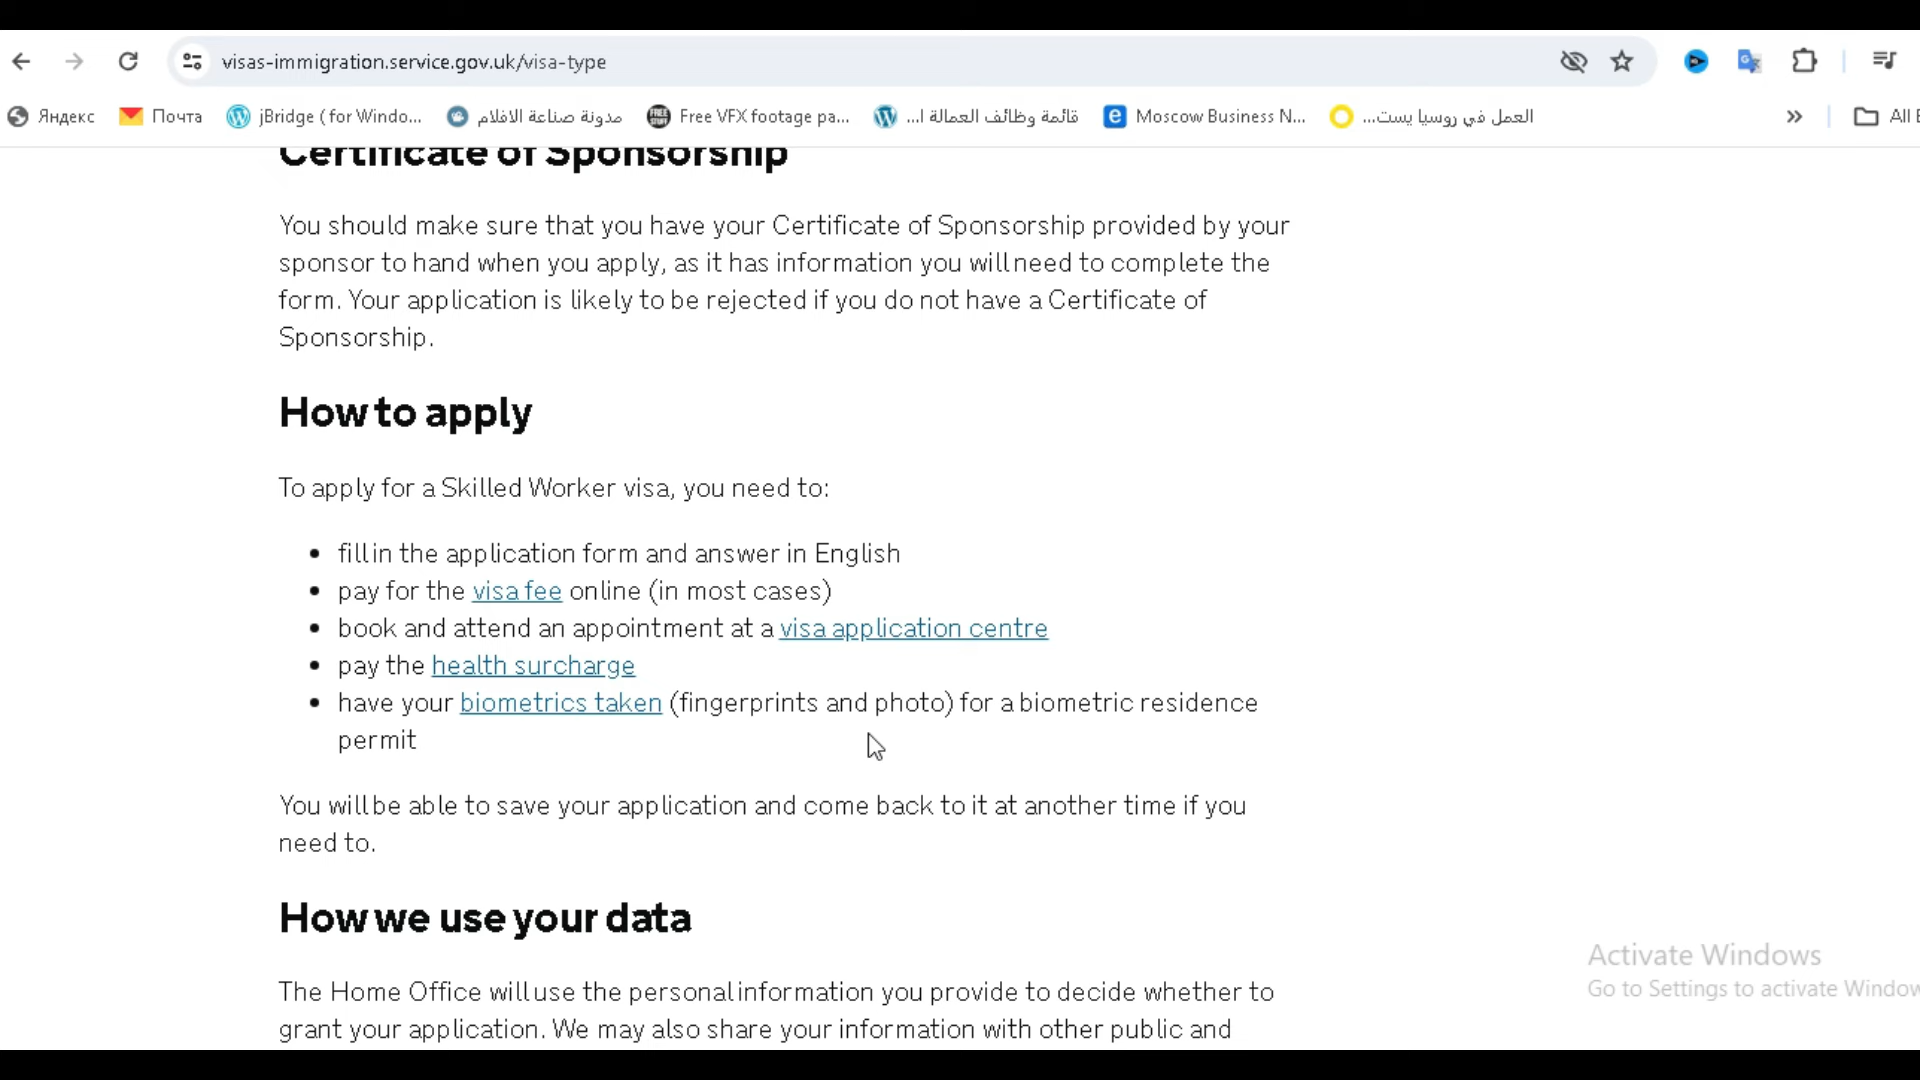 visas-immigration.service.gov.uk/visa-type
Яндекс
Почта
jBridge ( for Windo...
مدونة صناعة الافلام
Free VFX footage pa...
قائمة وظائف العمالة ا...
Moscow Business N...
العمل في روسيا يست...
All
Certificate of Sponsorship
You should make sure that you have your Certificate of Sponsorship provided by your
sponsor to hand when you apply, as it has information you will need to complete the
form. Your application is likely to be rejected if you do not have a Certificate of
Sponsorship.
How to apply
To apply for a Skilled Worker visa, you need to:
fill in the application form and answer in English
pay for the visa fee online (in most cases)
book and attend an appointment at a visa application centre
pay the health surcharge
have your biometrics taken (fingerprints and photo) for a biometric residence
permit
You will be able to save your application and come back to it at another time if you
need to.
How we use your data
The Home Office will use the personal information you provide to decide whether to
grant your application. We may also share your information with other public and
Activate Windows
Go to Settings to activate Window